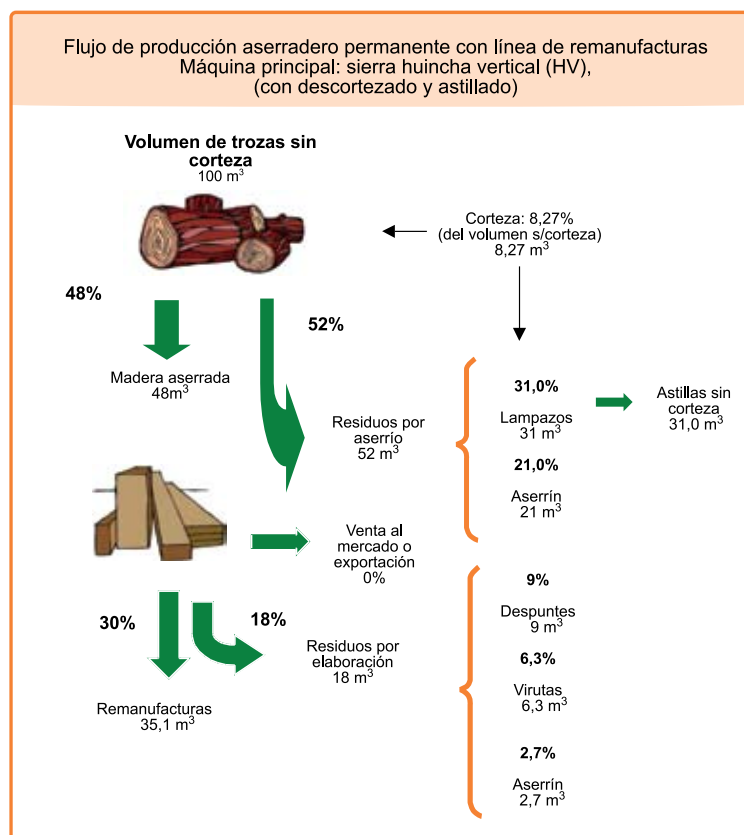 Flujo de producción aserradero permanente con línea de remanufacturas
Máquina principal: sierra huincha vertical (HV),
(con descortezado y astillado)
Volumen de trozas sin
corteza
100 m³
Corteza: 8,27%
(del volumen s/corteza)
8,27 m³
48%
52%
Madera aserrada
48m³
Residuos por
aserrío
52 m³
31,0%
Lampazos
31 m³
Astillas sin
corteza
31,0 m³
21,0%
Aserrín
21 m³
Venta al
mercado o
exportación
0%
30%
18%
Remanufacturas
35,1 m³
Residuos por
elaboración
18 m³
9%
Despuntes
9 m³
6,3%
Virutas
6,3 m³
2,7%
Aserrín
2,7 m³